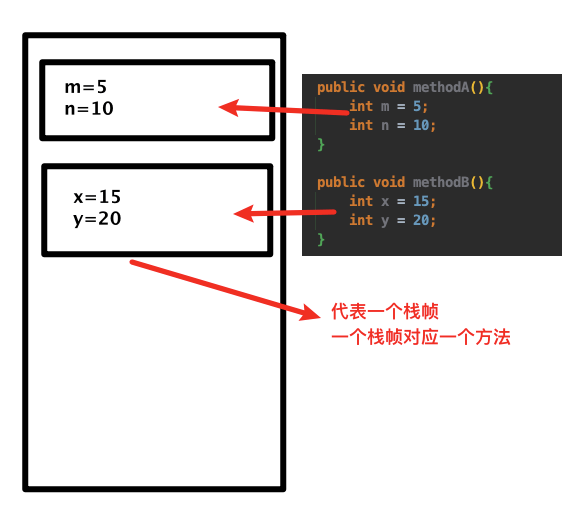 m=5
n=10
x=15
y=20
public void methodA(){
int m = 5;
int n = 10;
}
public void methodB(){
int x = 15;
int y = 20;
}
代表一个栈帧
一个栈帧对应一个方法